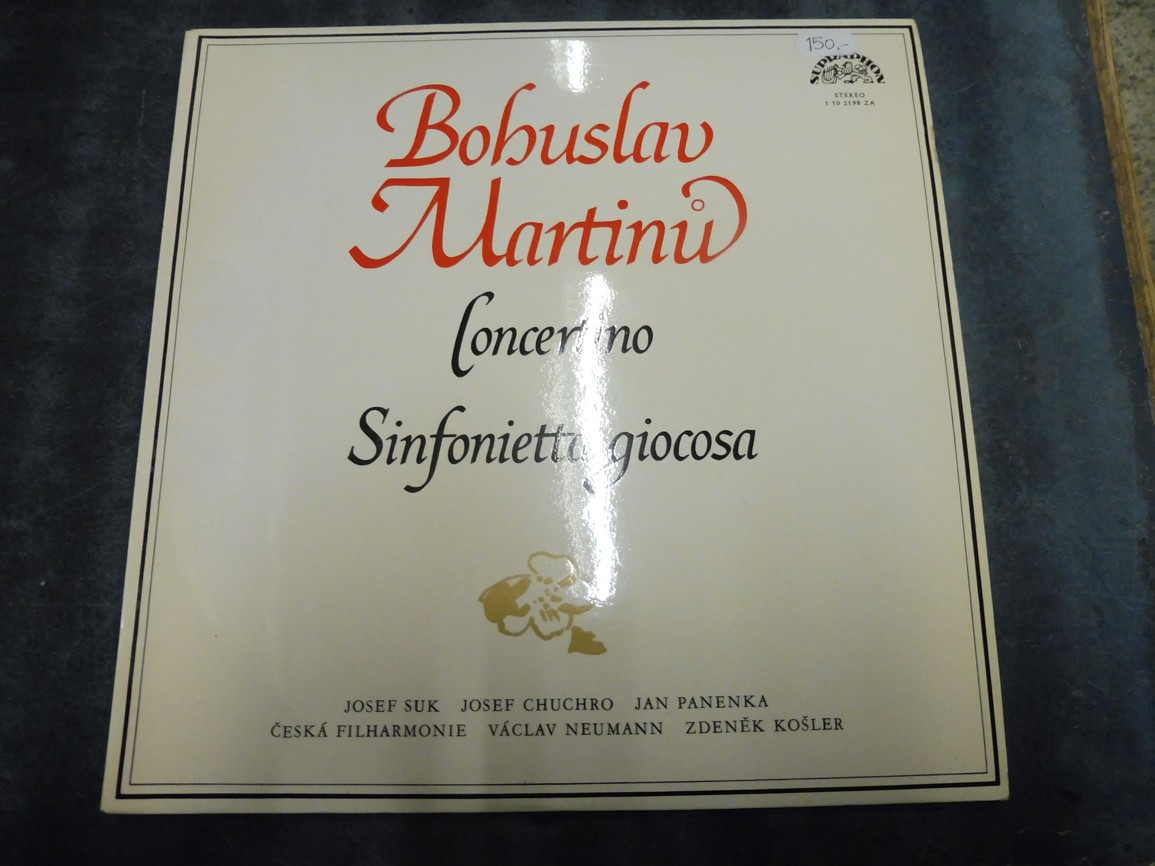 150,-
SUPRAPHON
STEREO
1 10 2198 ZA
Bohuslav
Martinů
Concertino
Sinfonietta giocosa
JOSEF SUK JOSEF CHUCHRO JAN PANENKA
ČESKÁ FILHARMONIE VÁCLAV NEUMANN ZDENĚK KOŠLER